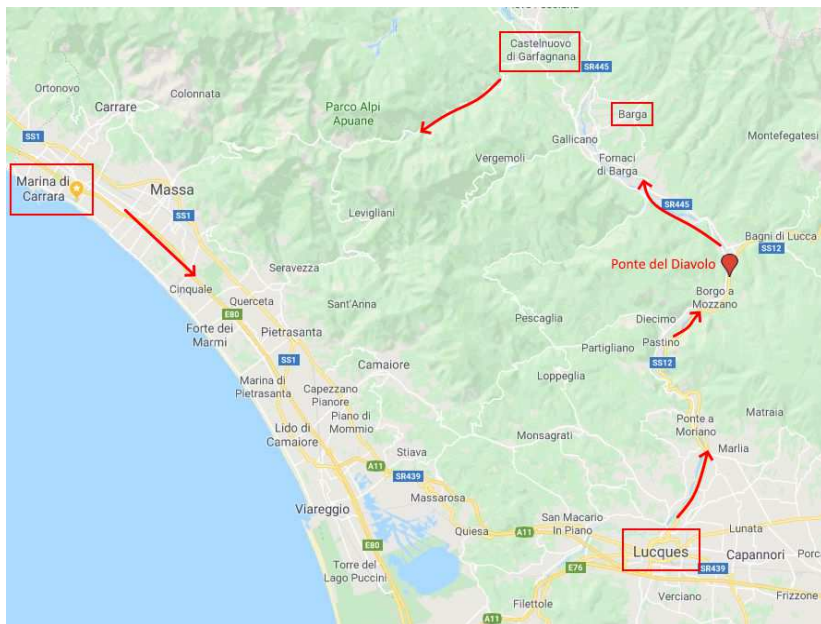 Castelnuovo
di Garfagnana
SR445
Ortonovo
Colonnata
Carrare
Parco Alpi
Apuane
Barga
SS1
Gallicano
Montefegatesi
Vergemoli
Fornaci
di Barga
Marina di
Carrara
Massa
SR445
Levigliani
SS1
Bagni di Lucca
SS12
Ponte del Diavolo
Seravezza
Cinquale
Querceta
Sant'Anna
Borgo a
Mozzano
E80
Forte dei
Marmi
Pietrasanta
Pescaglia
Diecimo
Partigliano
Pastino
SS1
SS12
Camaiore
Loppeglia
Marina di
Pietrasanta
Capezzano
Pianore
Piano di
Mommio
Matraia
Ponte a
Moriano
Lido di
Camaiore
Monsagrati
Marlia
Stiava
A11
SR439
Massarosa
Viareggio
San Macario
In Piano
Quiesa
A11
Lunata
E80
Lucques
Capannori
Porc
Torre del
Lago Puccini
E76
SR439
Verciano
Frizzone
Filettole
A11